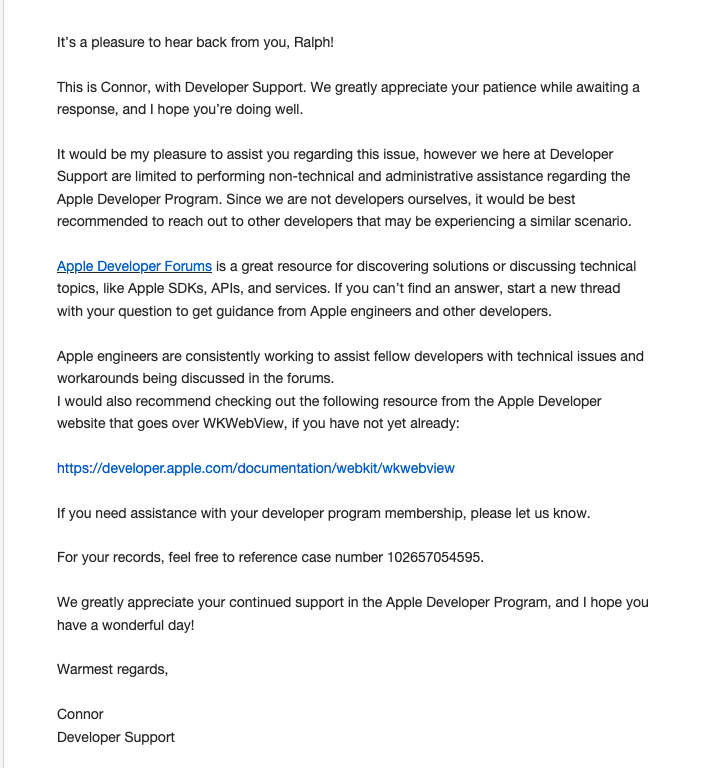 It’s a pleasure to hear back from you, Ralph!
This is Connor, with Developer Support. We greatly appreciate your patience while awaiting a
response, and I hope you’re doing well.
It would be my pleasure to assist you regarding this issue, however we here at Developer
Support are limited to performing non-technical and administrative assistance regarding the
Apple Developer Program. Since we are not developers ourselves, it would be best
recommended to reach out to other developers that may be experiencing a similar scenario.
Apple Developer Forums is a great resource for discovering solutions or discussing technical
topics, like Apple SDKs, APIs, and services. If you can’t find an answer, start a new thread
with your question to get guidance from Apple engineers and other developers.
Apple engineers are consistently working to assist fellow developers with technical issues and
workarounds being discussed in the forums.
I would also recommend checking out the following resource from the Apple Developer
website that goes over WKWebView, if you have not yet already:
https://developer.apple.com/documentation/webkit/wkwebview
If you need assistance with your developer program membership, please let us know.
For your records, feel free to reference case number 102657054595.
We greatly appreciate your continued support in the Apple Developer Program, and I hope you
have a wonderful day!
Warmest regards,
Connor
Developer Support